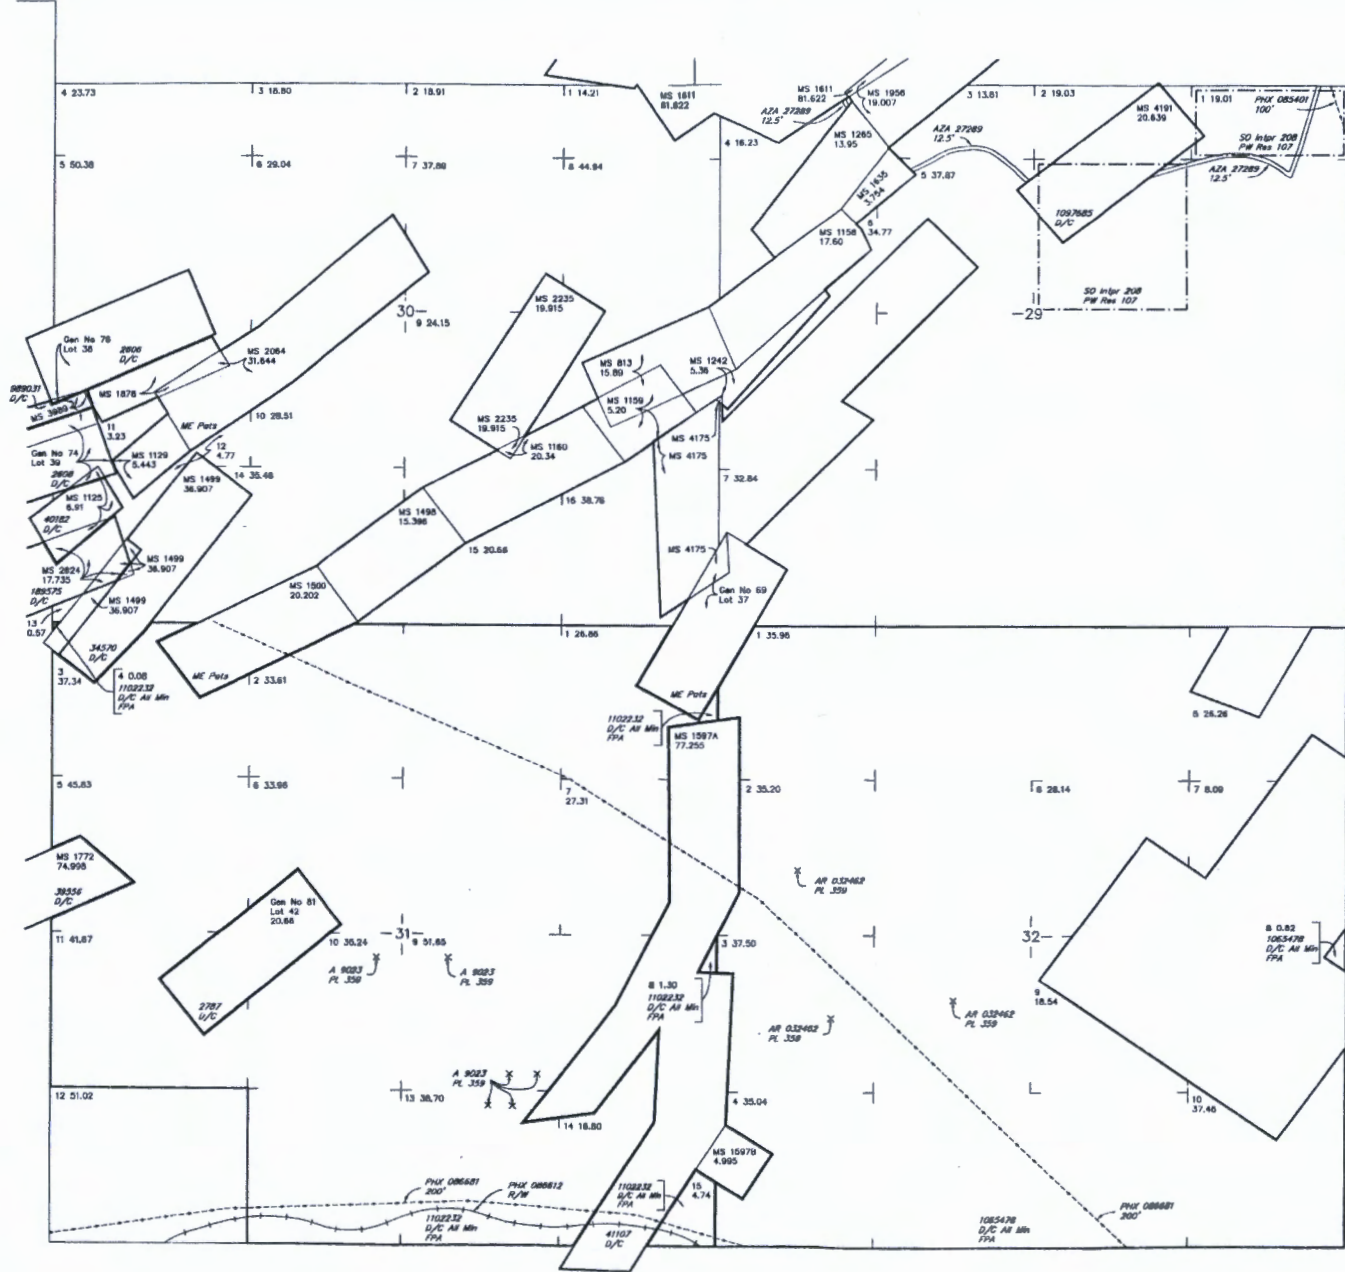 4 23.73
3 18.80
2 18.91
1 14.21
MS 1611
81.622
MS 1611
81.622
MS 1956
19.007
AZA 27289
12.5'
3 13.61
2 19.03
MS 4191
20.639
1 19.01
PHX 085401
100'
SO Intpr 208
PW Res 107
AZA 27289
12.5'
AZA 27289
12.5'
MS 1265
13.95
4 16.23
5 50.38
6 29.04
7 37.89
8 44.94
5 37.87
MS 1635
3.754
6
34.77
MS 1158
17.60
1097685
D/C
SO Intpr 208
PW Res 107
30
9 24.15
29
MS 2235
19.915
Gen No 76
Lot 38
2606
D/C
MS 2064
31.644
MS 813
15.89
MS 1242
5.36
989031
D/C
MS 3989
MS 1876
MS 1159
5.20
10 28.51
11
3.23
ME Pats
MS 2235
19.915
MS 1160
20.34
MS 4175
MS 4175
12
4.77
Gen No 74
Lot 39
MS 1129
5.443
2608
D/C
14 35.46
MS 1499
36.907
7 32.84
MS 1125
6.91
40182
D/C
16 38.76
MS 1498
15.396
15 20.66
MS 4175
MS 1499
36.907
MS 2624
17.735
189575
D/C
MS 1499
36.907
MS 1500
20.202
Gen No 69
Lot 37
13
0.57
34570
D/C
1 26.86
1 35.98
3
37.34
4 0.08
1102232
D/C All Min
FPA
ME Pats
2 33.61
ME Pats
1102232
D/C All Min
FPA
MS 1597A
77.255
5 26.26
5 45.83
6 33.96
7
27.31
2 35.20
6 28.14
7 8.09
MS 1772
74.998
39556
D/C
AR 032462
PL 359
Gen No 81
Lot 42
20.66
11 41.87
10 36.24
31
9 51.65
3 37.50
32
8 0.82
1065478
D/C All Min
FPA
A 9023
PL 359
A 9023
PL 359
8 1.30
1102232
D/C All Min
FPA
9
18.54
2787
D/C
AR 032462
PL 359
AR 032462
PL 359
A 9023
PL 359
12 51.02
13 38.70
14 16.80
4 35.04
10
37.46
MS 1597B
4.995
PHX 086681
200'
PHX 086612
R/W
1102232
D/C All Min
FPA
15
4.74
PHX 086681
200'
1102232
D/C All Min
FPA
41107
D/C
1065478
D/C All Min
FPA